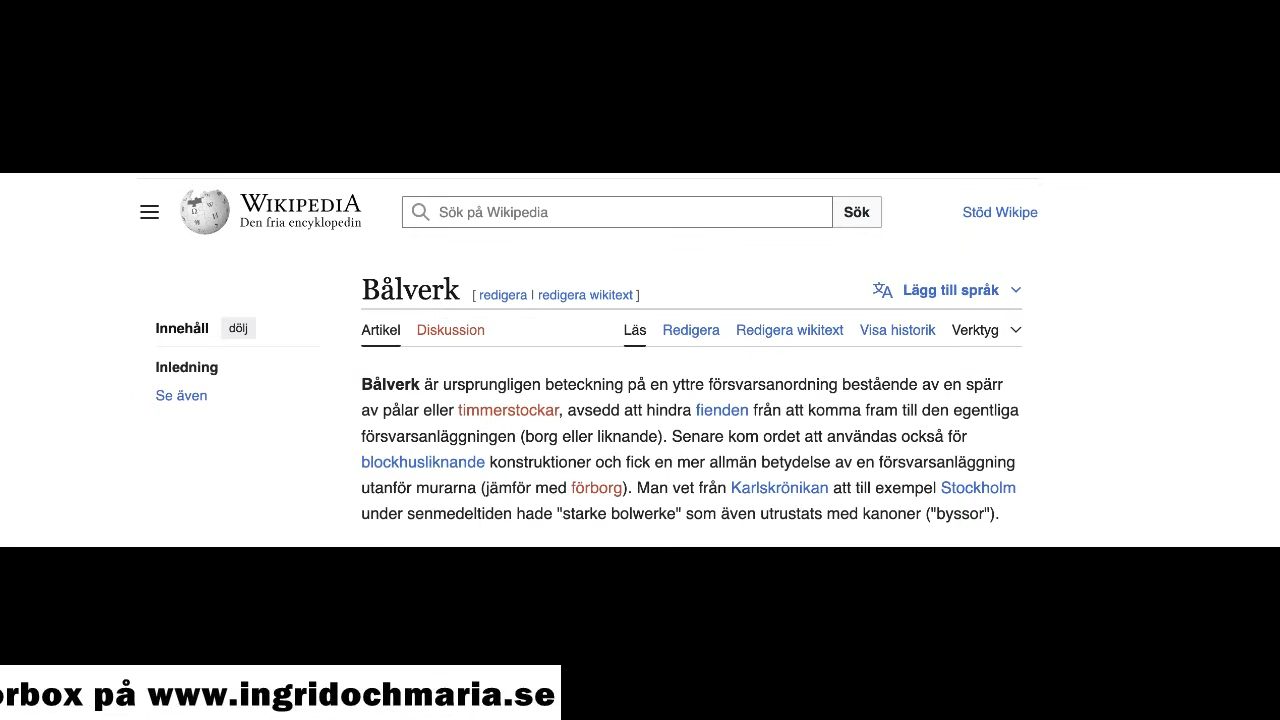 WIKIPEDIA
Den fria encyklopedin
Sök på Wikipedia
Sök
Stöd Wikipe
Bålverk [ redigera | redigera wikitext ]
Lägg till språk
Innehåll dölj
Artikel Diskussion Läs Redigera Redigera wikitext Visa historik Verktyg
Inledning
Se även
Bålverk är ursprungligen beteckning på en yttre försvarsanordning bestående av en spärr
av pålar eller timmerstockar, avsedd att hindra fienden från att komma fram till den egentliga
försvarsanläggningen (borg eller liknande). Senare kom ordet att användas också för
blockhusliknande konstruktioner och fick en mer allmän betydelse av en försvarsanläggning
utanför murarna (jämför med förborg). Man vet från Karlskrönikan att till exempel Stockholm
under senmedeltiden hade "starke bolwerke" som även utrustats med kanoner ("byssor").
orbox på www.ingridochmaria.se